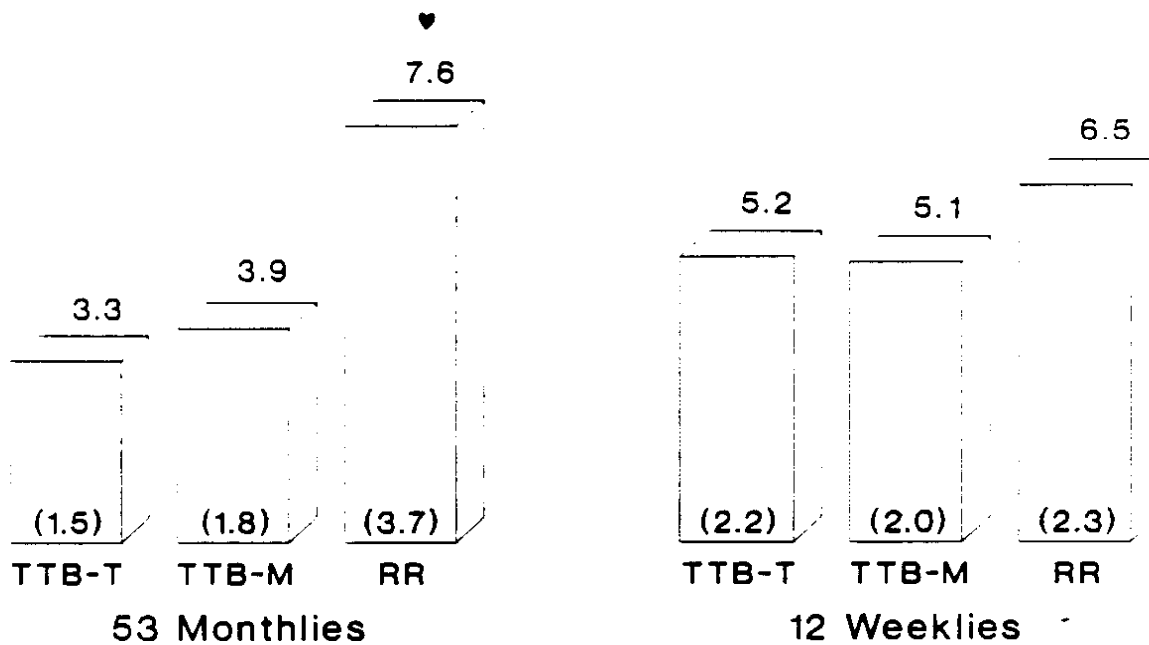 ♥
7.6
6.5
5.2 5.1
3.9
3.3
(1.5) (1.8) (3.7) (2.2) (2.0) (2.3)
TTB-T TTB-M RR TTB-T TTB-M RR
53 Monthlies 12 Weeklies